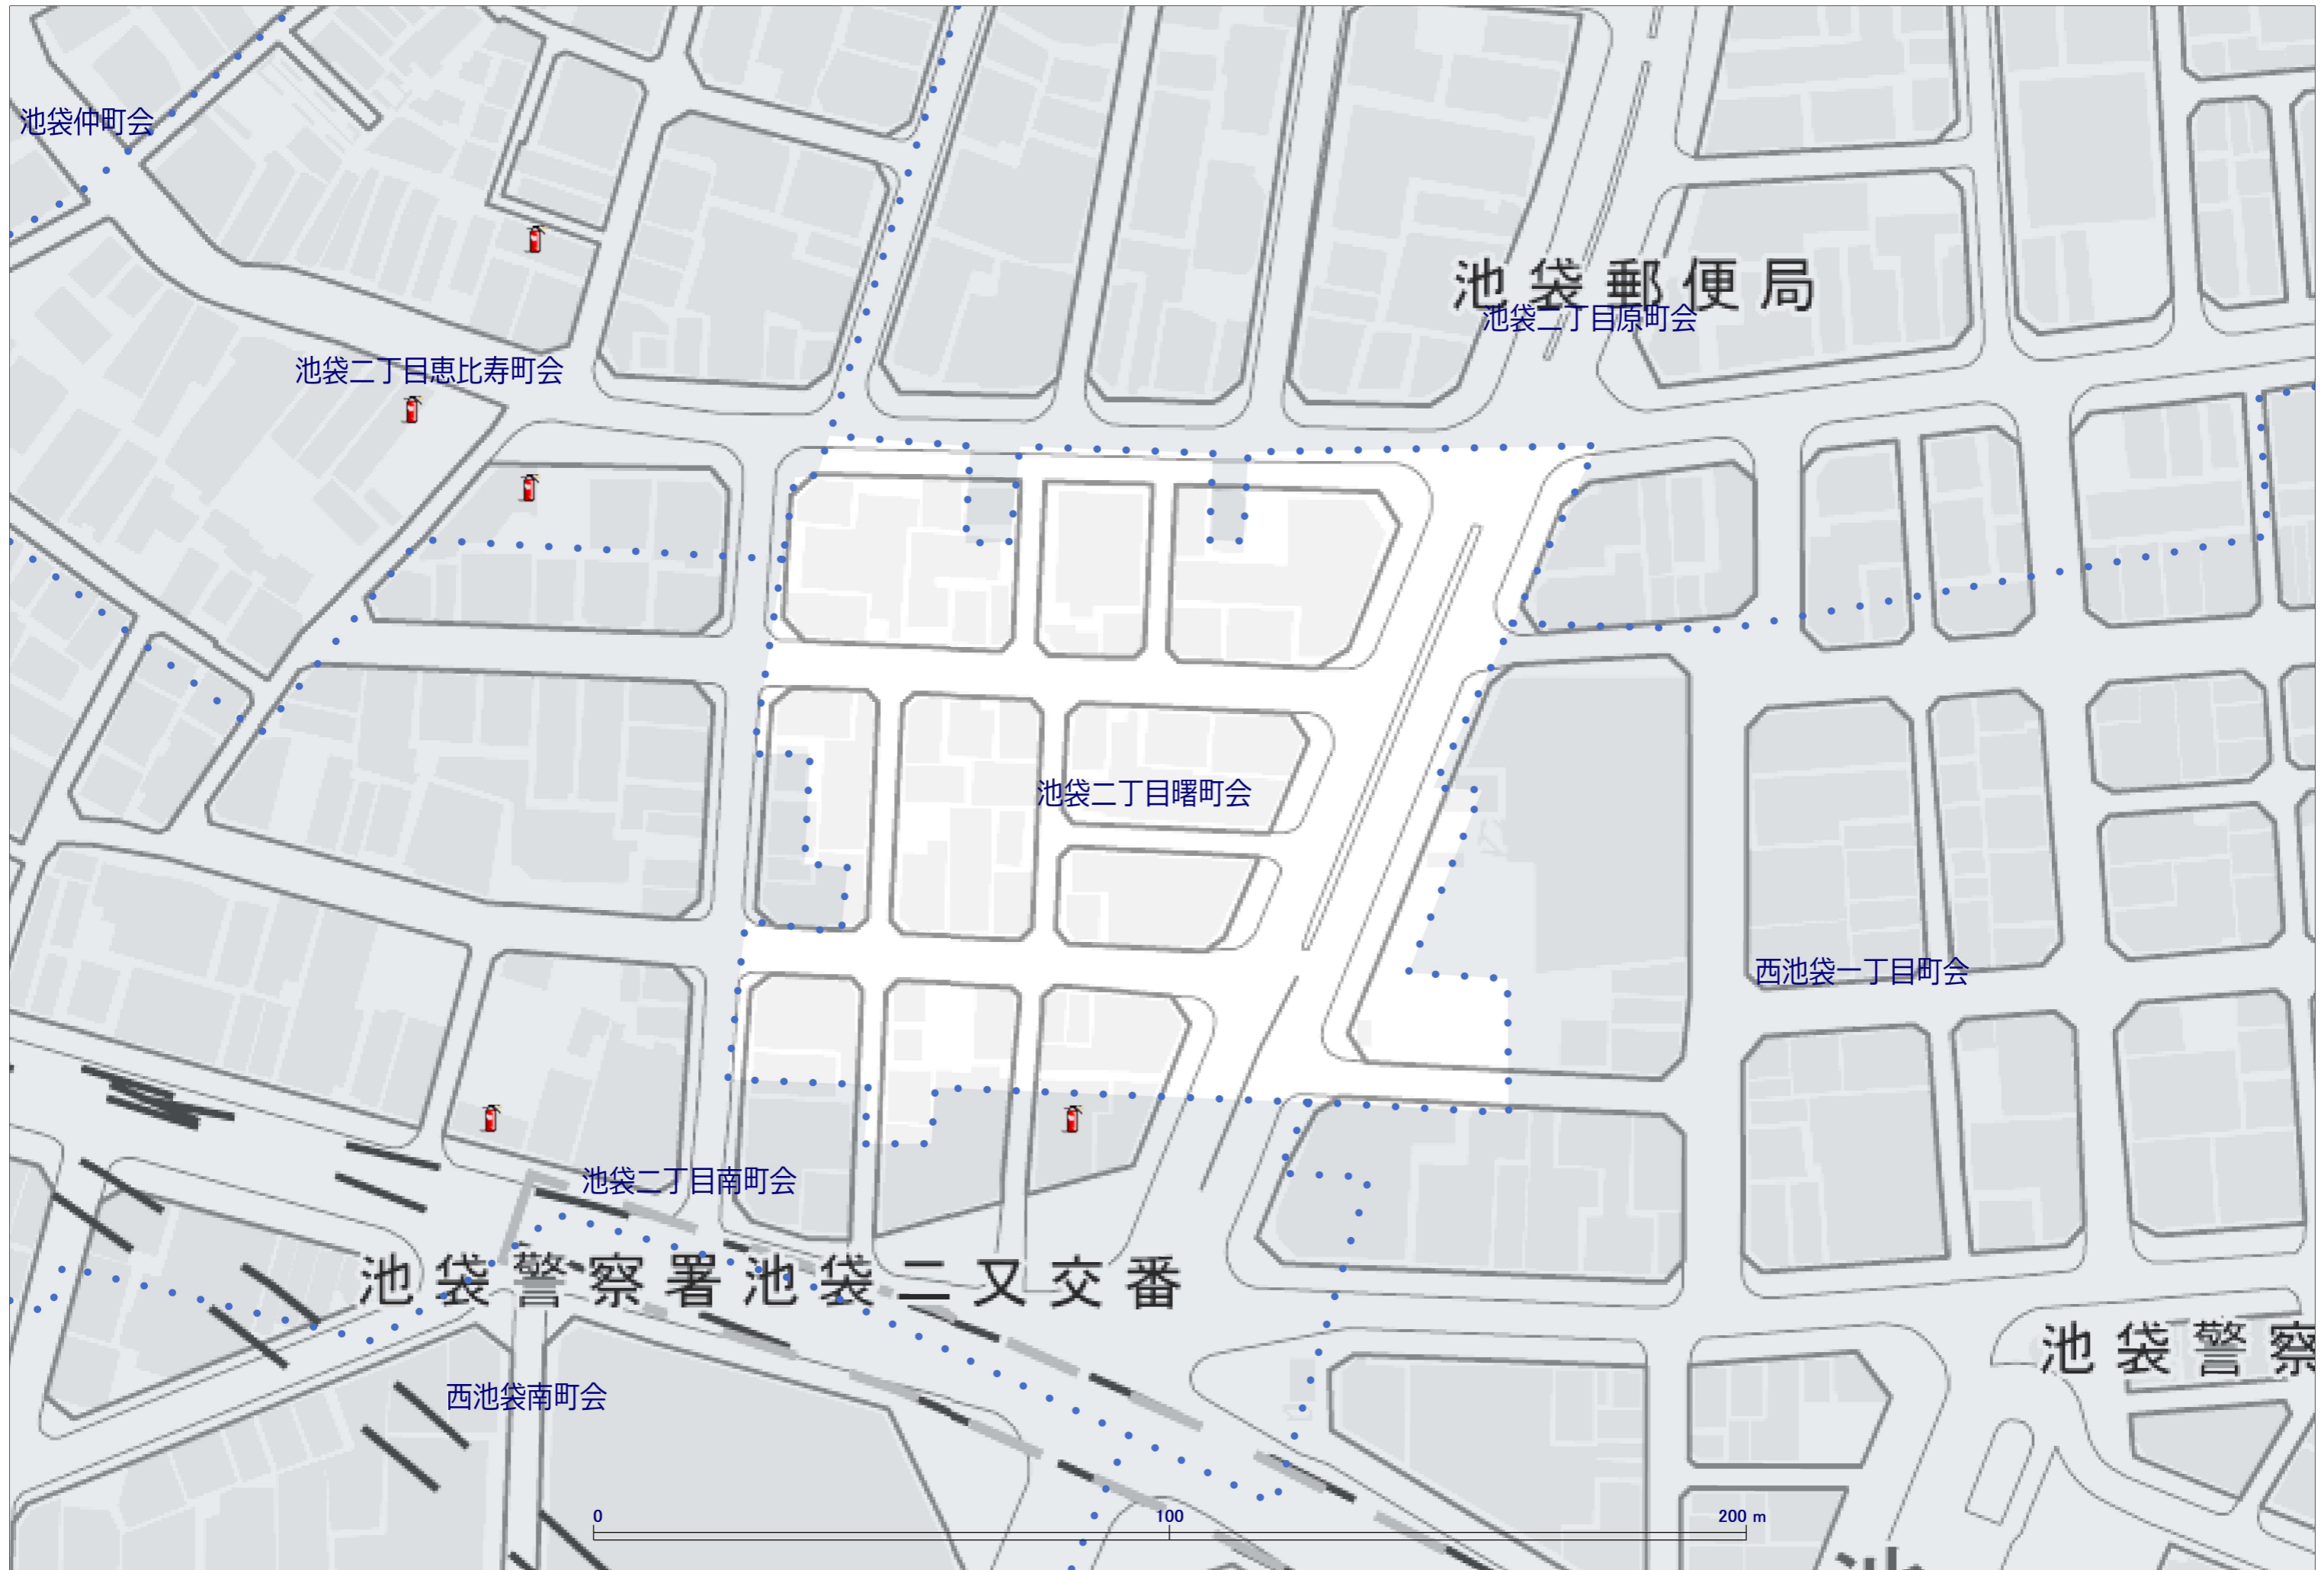 池袋仲町会
池袋郵便局
池袋二丁目原町会
池袋二丁目恵比寿町会
池袋二丁目曙町会
西池袋一丁目町会
池袋二丁目南町会
池袋警察署池袋二又交番
池袋警察
西池袋南町会
0 100 200 m